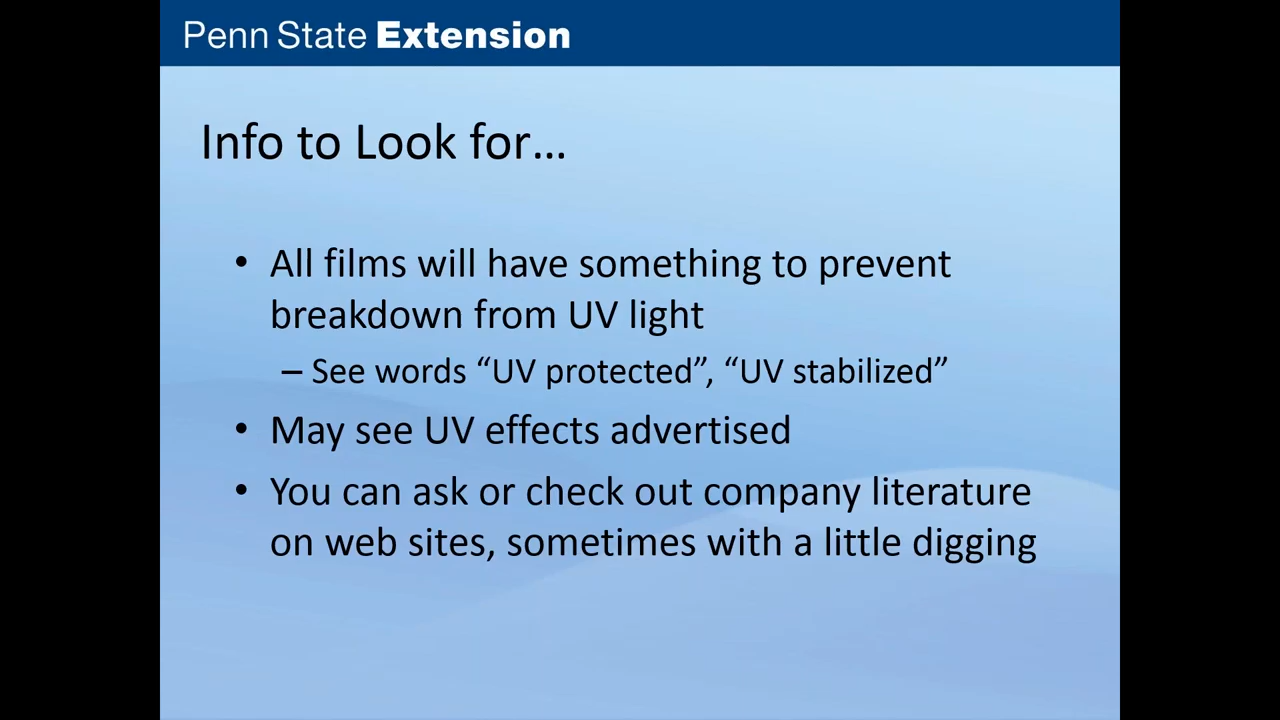 Penn State Extension
Info to Look for...
• All films will have something to prevent
breakdown from UV light
– See words “UV protected”, “UV stabilized”
• May see UV effects advertised
• You can ask or check out company literature
on web sites, sometimes with a little digging